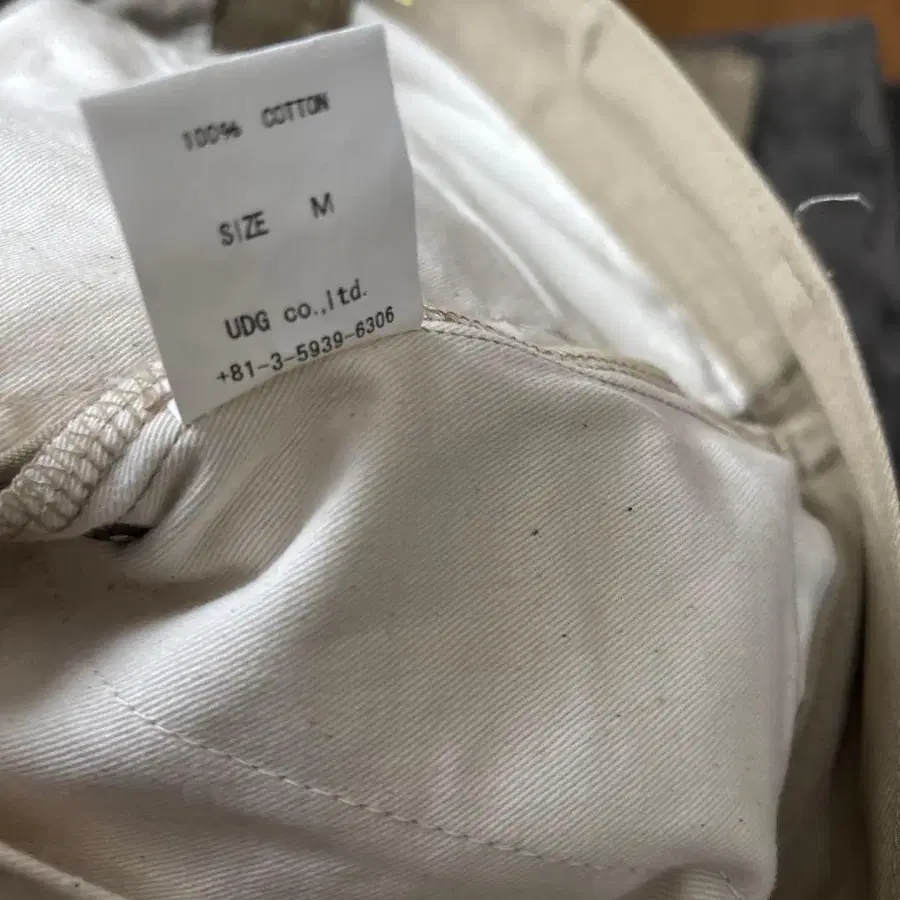 100% COTTON
SIZE M
UDG co.,ltd.
+81-3-5939-6306